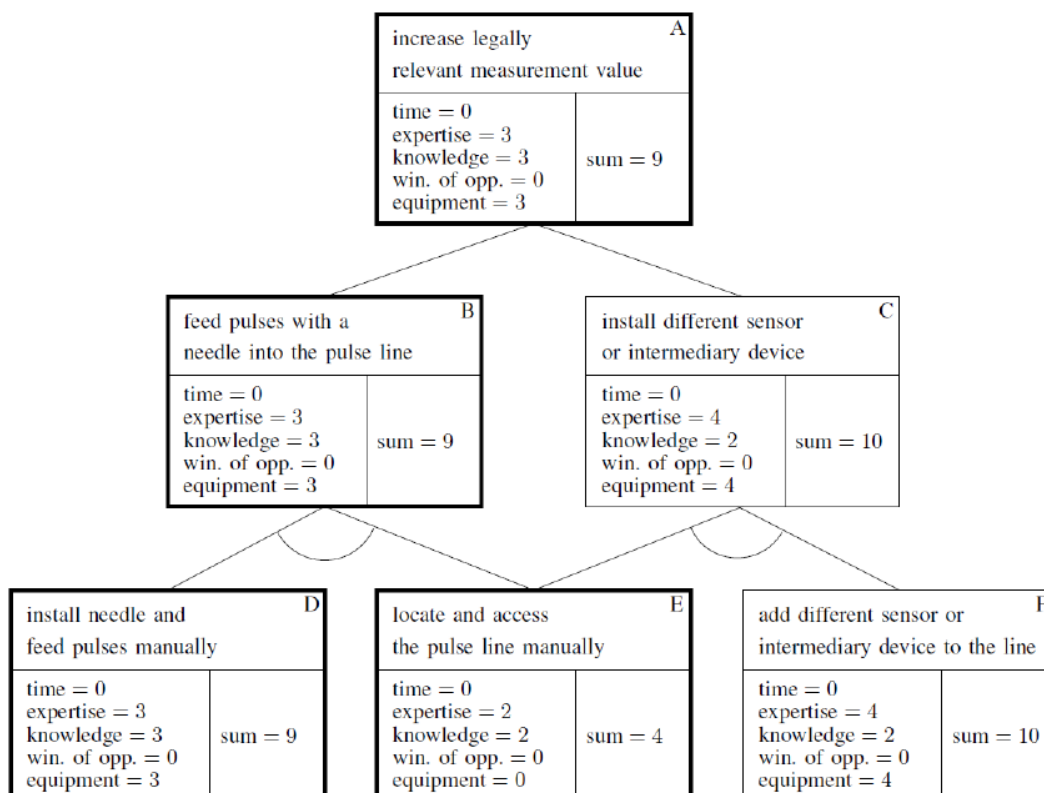 A
increase legally
relevant measurement value
time = 0
expertise = 3
knowledge = 3
win. of opp. = 0
equipment = 3
sum = 9
B
feed pulses with a
needle into the pulse line
time = 0
expertise = 3
knowledge = 3
win. of opp. = 0
equipment = 3
sum = 9
C
install different sensor
or intermediary device
time = 0
expertise = 4
knowledge = 2
win. of opp. = 0
equipment = 4
sum = 10
D
install needle and
feed pulses manually
time = 0
expertise = 3
knowledge = 3
win. of opp. = 0
equipment = 3
sum = 9
E
locate and access
the pulse line manually
time = 0
expertise = 2
knowledge = 2
win. of opp. = 0
equipment = 0
sum = 4
F
add different sensor or
intermediary device to the line
time = 0
expertise = 4
knowledge = 2
win. of opp. = 0
equipment = 4
sum = 10